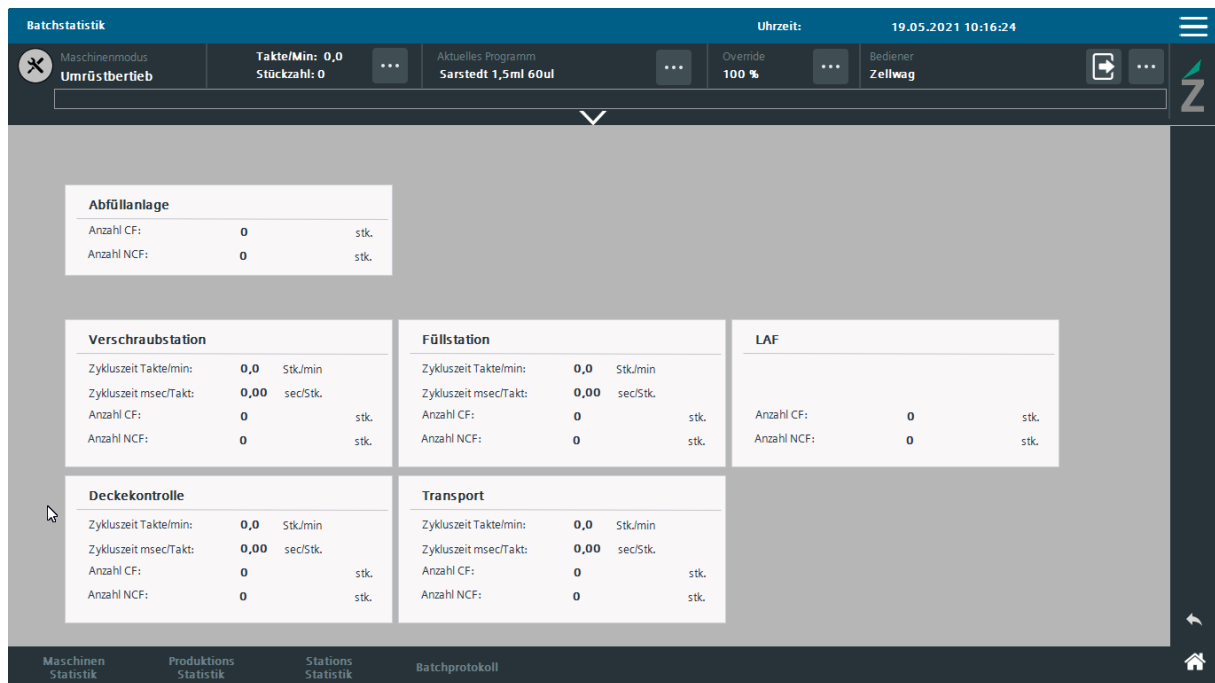 Batchstatistik Uhrzeit: 19.05.2021 10:16:24
Maschinenmodus Takte/Min: 0,0 Aktuelles Programm Override Bediener
Umrüstbertieb Stückzahl: 0 Sarstedt 1,5ml 60ul 100 % Zellwag
Z
Abfüllanlage
Anzahl CF: 0 stk.
Anzahl NCF: 0 stk.
Verschraubstation
Zykluszeit Takte/min: 0,0 Stk./min
Zykluszeit msec/Takt: 0,00 sec/Stk.
Anzahl CF: 0 stk.
Anzahl NCF: 0 stk.
Füllstation
Zykluszeit Takte/min: 0,0 Stk./min
Zykluszeit msec/Takt: 0,00 sec/Stk.
Anzahl CF: 0 stk.
Anzahl NCF: 0 stk.
LAF
Anzahl CF: 0 stk.
Anzahl NCF: 0 stk.
Deckekontrolle
Zykluszeit Takte/min: 0,0 Stk./min
Zykluszeit msec/Takt: 0,00 sec/Stk.
Anzahl CF: 0 stk.
Anzahl NCF: 0 stk.
Transport
Zykluszeit Takte/min: 0,0 Stk./min
Zykluszeit msec/Takt: 0,00 sec/Stk.
Anzahl CF: 0 stk.
Anzahl NCF: 0 stk.
Maschinen
Statistik
Produktions
Statistik
Stations
Statistik
Batchprotokoll